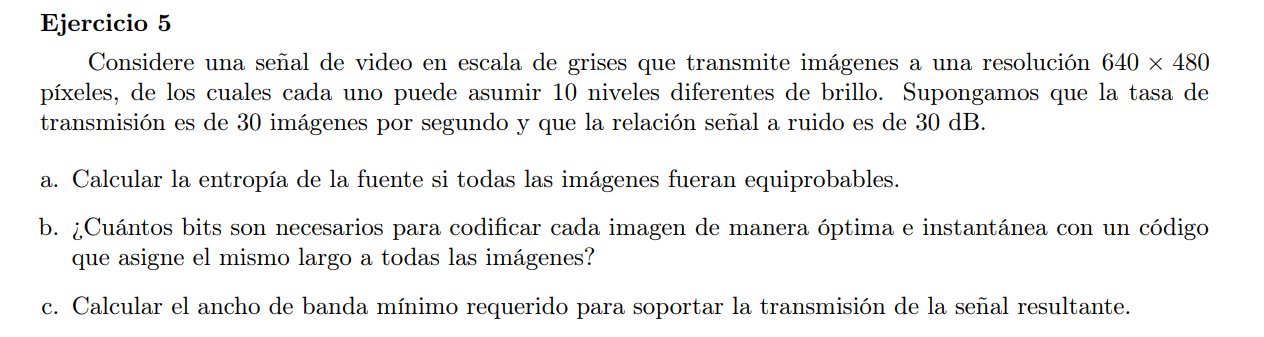 Ejercicio 5
Considere una señal de video en escala de grises que transmite imágenes a una resolución 640 × 480
píxeles, de los cuales cada uno puede asumir 10 niveles diferentes de brillo. Supongamos que la tasa de
transmisión es de 30 imágenes por segundo y que la relación señal a ruido es de 30 dB.
a. Calcular la entropía de la fuente si todas las imágenes fueran equiprobables.
b. ¿Cuántos bits son necesarios para codificar cada imagen de manera óptima e instantánea con un código
que asigne el mismo largo a todas las imágenes?
c. Calcular el ancho de banda mínimo requerido para soportar la transmisión de la señal resultante.